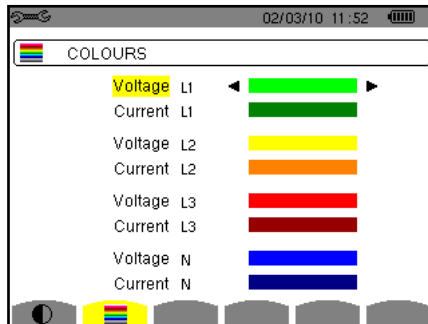 02/03/10 11:52
COLOURS
Voltage L1
Current L1
Voltage L2
Current L2
Voltage L3
Current L3
Voltage N
Current N